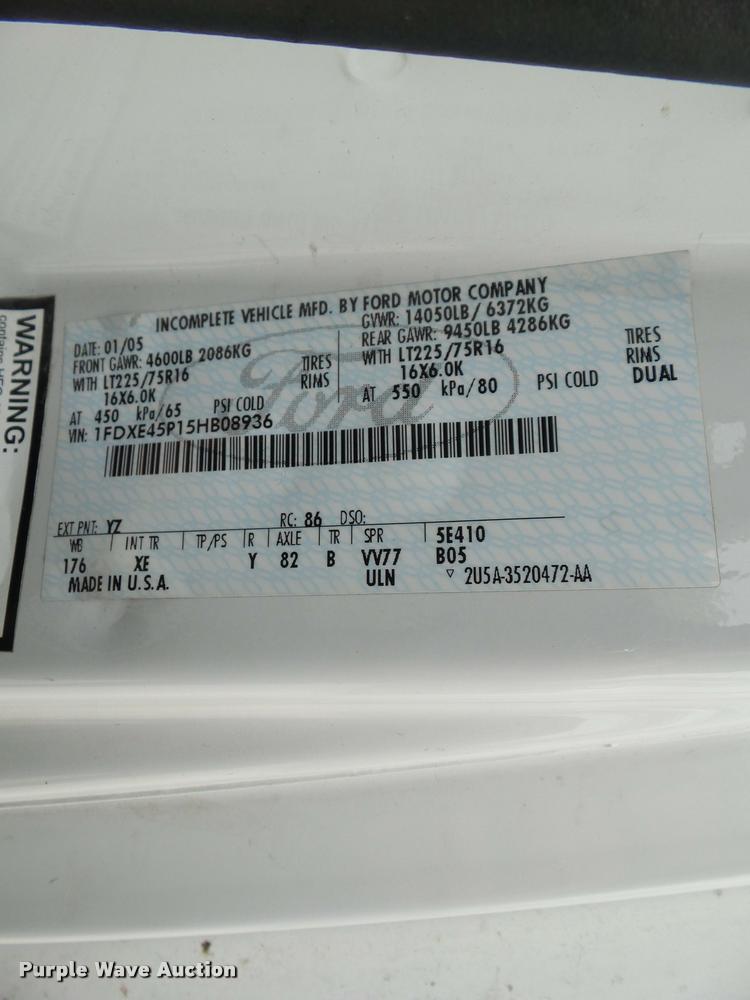 INCOMPLETE VEHICLE MFD. BY FORD MOTOR COMPANY
DATE: 01/05
GVWR: 14050LB/ 6372KG
FRONT GAWR: 4600LB 2086KG
REAR GAWR: 9450LB 4286KG
WITH LT225/75R16 TIRES
WITH LT225/75R16 TIRES
16X6.0K RIMS
16X6.0K RIMS
AT 450 kPa/65 PSI COLD
AT 550 kPa/80 PSI COLD DUAL
VIN: 1FDXE45P15HB08936
Ford
EXT PNT: YZ RC: 86 DSO:
WB INT TR TP/PS R AXLE TR SPR 5E410
176 XE Y 82 B VV77 B05
MADE IN U.S.A. ULN ▽ 2U5A-3520472-AA
WARNING:
Purple Wave Auction